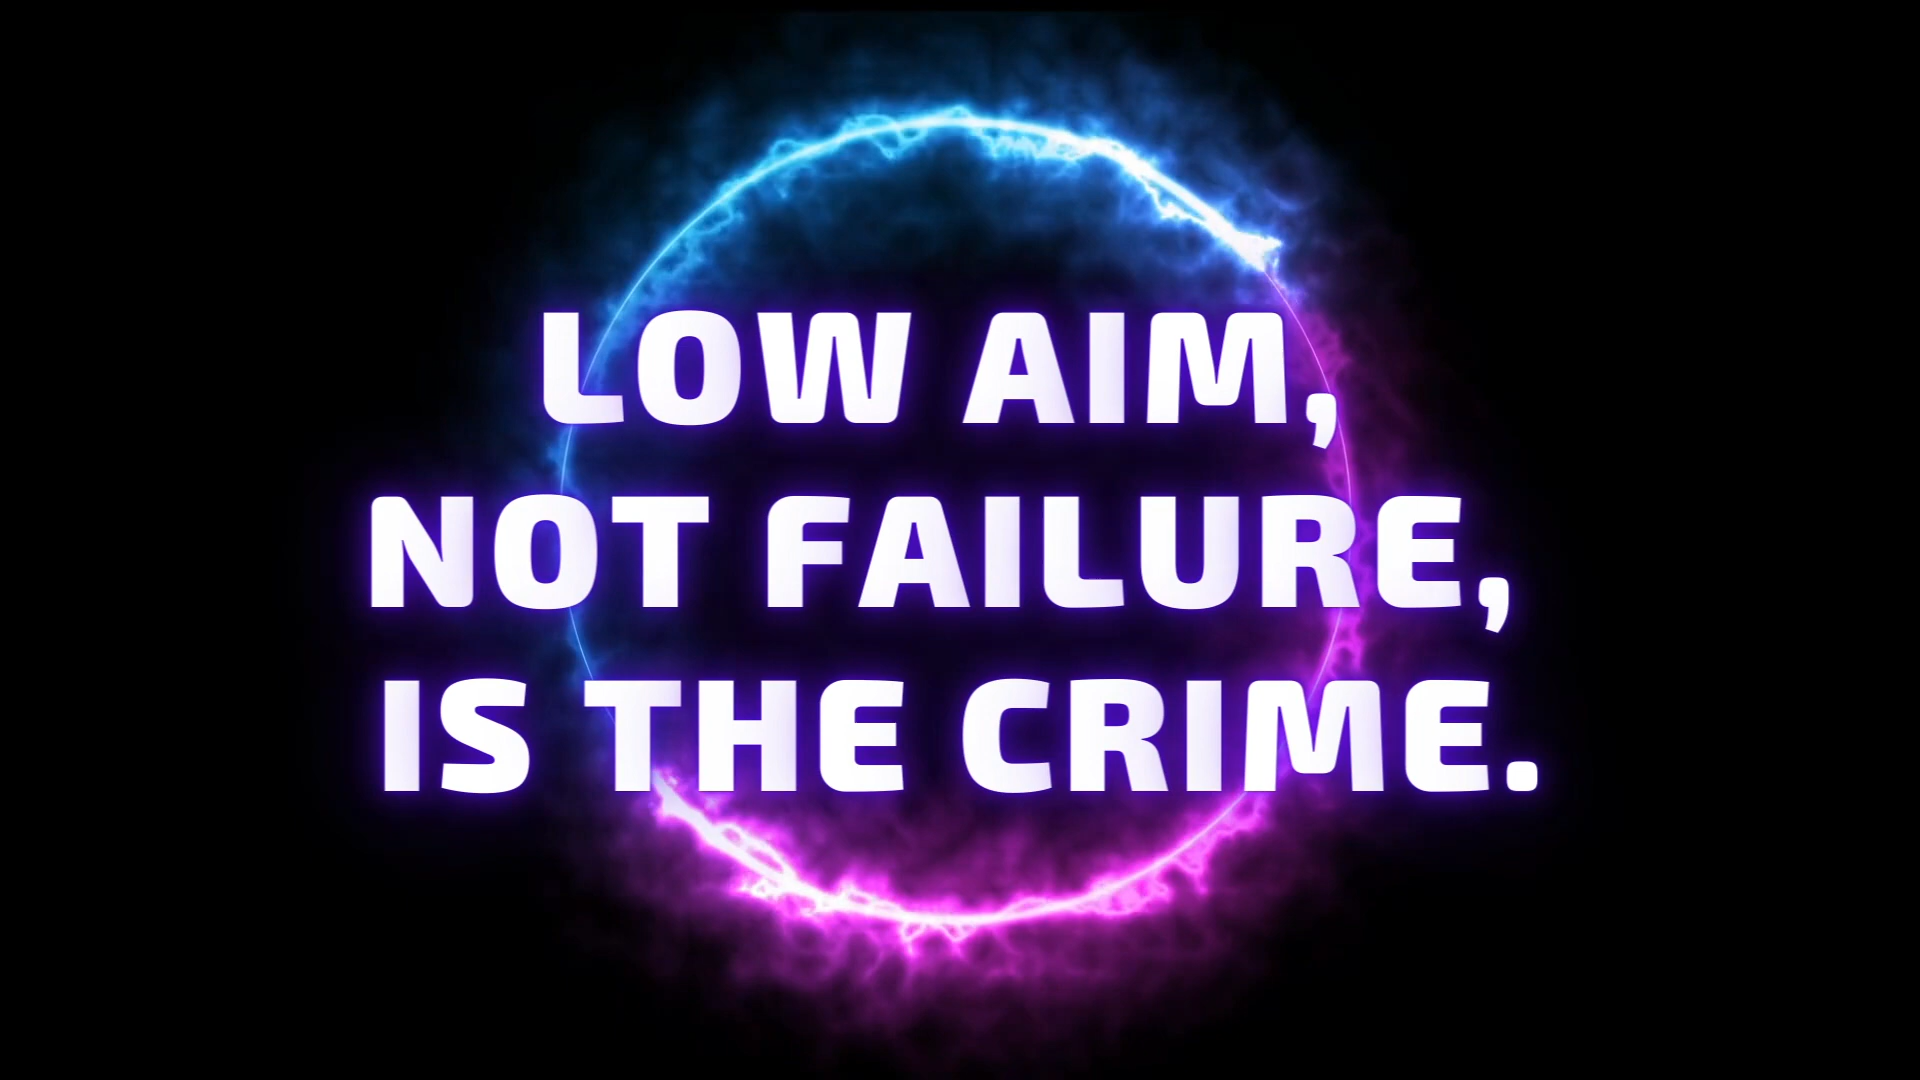 LOW AIM,
NOT FAILURE,
IS THE CRIME.